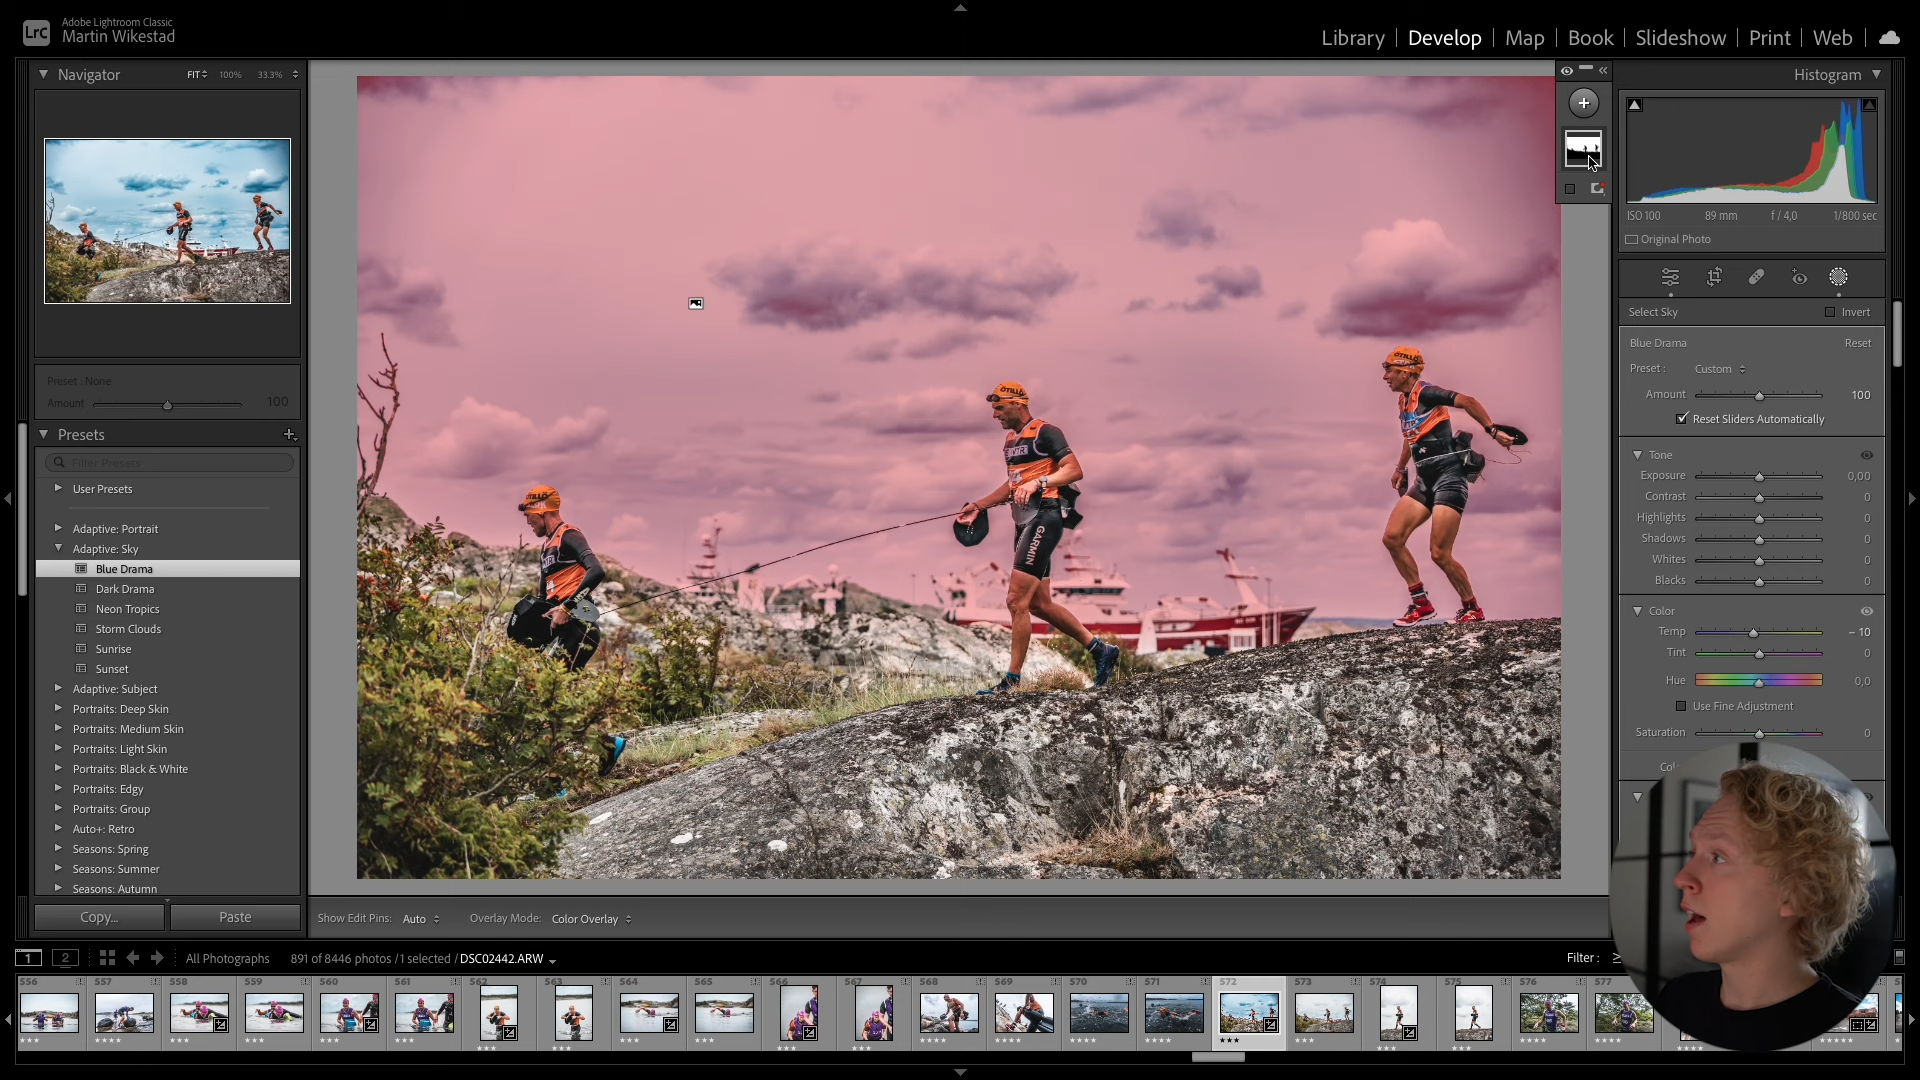 LrC
Adobe Lightroom Classic
Martin Wikestad
Library | Develop | Map | Book | Slideshow | Print | Web
Navigator FIT 100% 33.3%
Histogram
ISO 100 89 mm f / 4,0 1/800 sec
Original Photo
Select Sky Invert
Blue Drama Reset
Preset : Custom
Amount 100
Reset Sliders Automatically
Tone
Exposure 0,00
Contrast 0
Highlights 0
Shadows 0
Whites 0
Blacks 0
Color
Temp – 10
Tint 0
Hue 0,0
Use Fine Adjustment
Saturation 0
Preset : None
Amount 100
Presets
Filter Presets
User Presets
Adaptive: Portrait
Adaptive: Sky
Blue Drama
Dark Drama
Neon Tropics
Storm Clouds
Sunrise
Sunset
Adaptive: Subject
Portraits: Deep Skin
Portraits: Medium Skin
Portraits: Light Skin
Portraits: Black & White
Portraits: Edgy
Portraits: Group
Auto+: Retro
Seasons: Spring
Seasons: Summer
Seasons: Autumn
Copy... Paste
ÖTILLÖ
ÖTILLÖ
ÖTILLÖ
GARMIN
Show Edit Pins: Auto Overlay Mode: Color Overlay
1 2 All Photographs 891 of 8446 photos / 1 selected / DSC02442.ARW Filter :
556 557 558 559 560 561 562 563 564 565 566 567 568 569 570 571 572 573 574 575 576 577